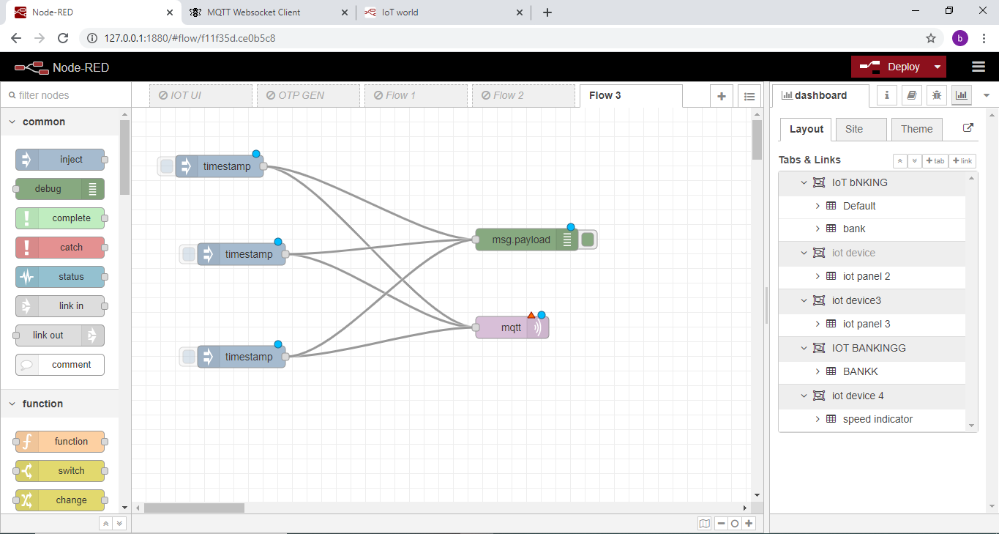 Node-RED
MQTT Websocket Client
IoT world
127.0.0.1:1880/#flow/f11f35d.ce0b5c8
b
Node-RED
Deploy
filter nodes
IOT UI
OTP GEN
Flow 1
Flow 2
Flow 3
dashboard
i
common
inject
debug
complete
catch
status
link in
link out
comment
function
function
switch
change
timestamp
timestamp
timestamp
msg.payload
mqtt
Layout
Site
Theme
Tabs & Links
tab
link
IoT bNKING
Default
bank
iot device
iot panel 2
iot device3
iot panel 3
IOT BANKINGG
BANKK
iot device 4
speed indicator